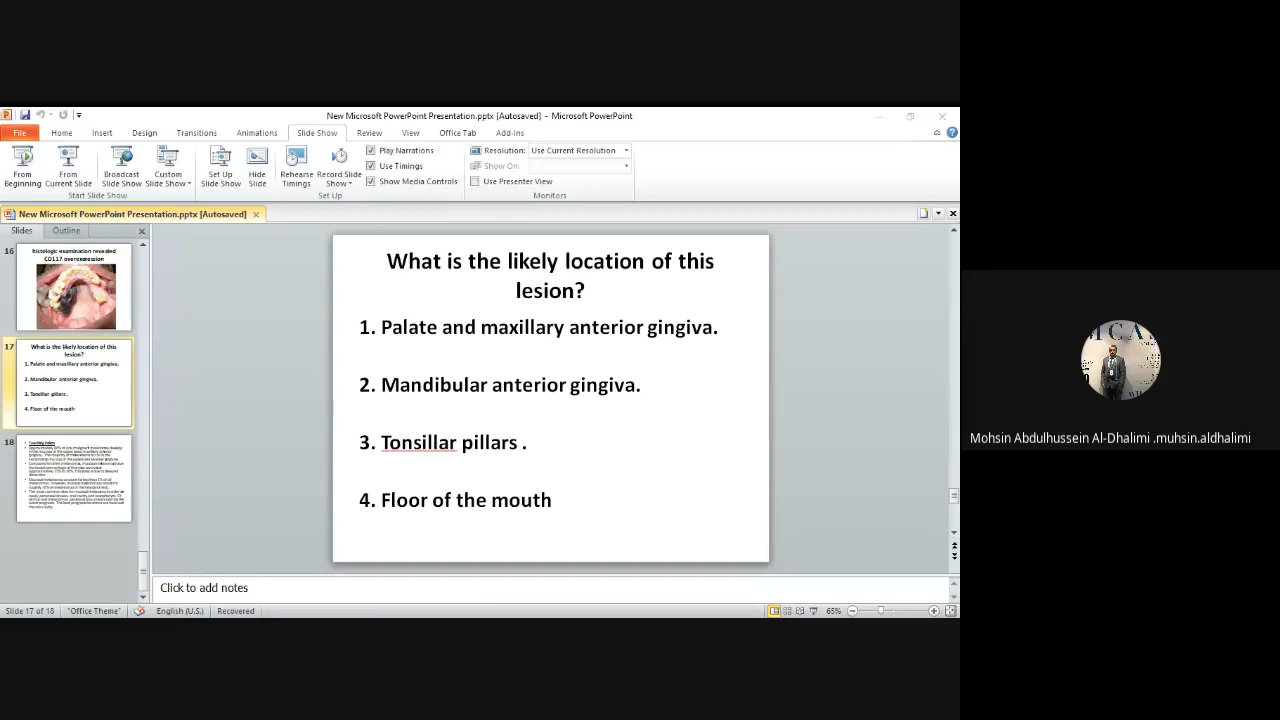 New Microsoft PowerPoint Presentation.pptx [Autosaved] - Microsoft PowerPoint
File Home Insert Design Transitions Animations Slide Show Review View Office Tab Add-Ins
From Beginning
From Current Slide
Broadcast Slide Show
Custom Slide Show
Set Up Slide Show
Hide Slide
Rehearse Timings
Record Slide Show
Play Narrations
Use Timings
Show Media Controls
Resolution: Use Current Resolution
Show On:
Use Presenter View
Start Slide Show Set Up Monitors
New Microsoft PowerPoint Presentation.pptx [Autosaved]
Slides Outline
16
histologic examination revealed
CD117 overexpression
17
What is the likely location of this
lesion?
1. Palate and maxillary anterior gingiva.
2. Mandibular anterior gingiva.
3. Tonsillar pillars .
4. Floor of the mouth
18
Teaching Points
What is the likely location of this
lesion?
1. Palate and maxillary anterior gingiva.
2. Mandibular anterior gingiva.
3. Tonsillar pillars .
4. Floor of the mouth
Click to add notes
Slide 17 of 18 "Office Theme" English (U.S.) Recovered 65%
Mohsin Abdulhussein Al-Dhalimi .muhsin.aldhalimi